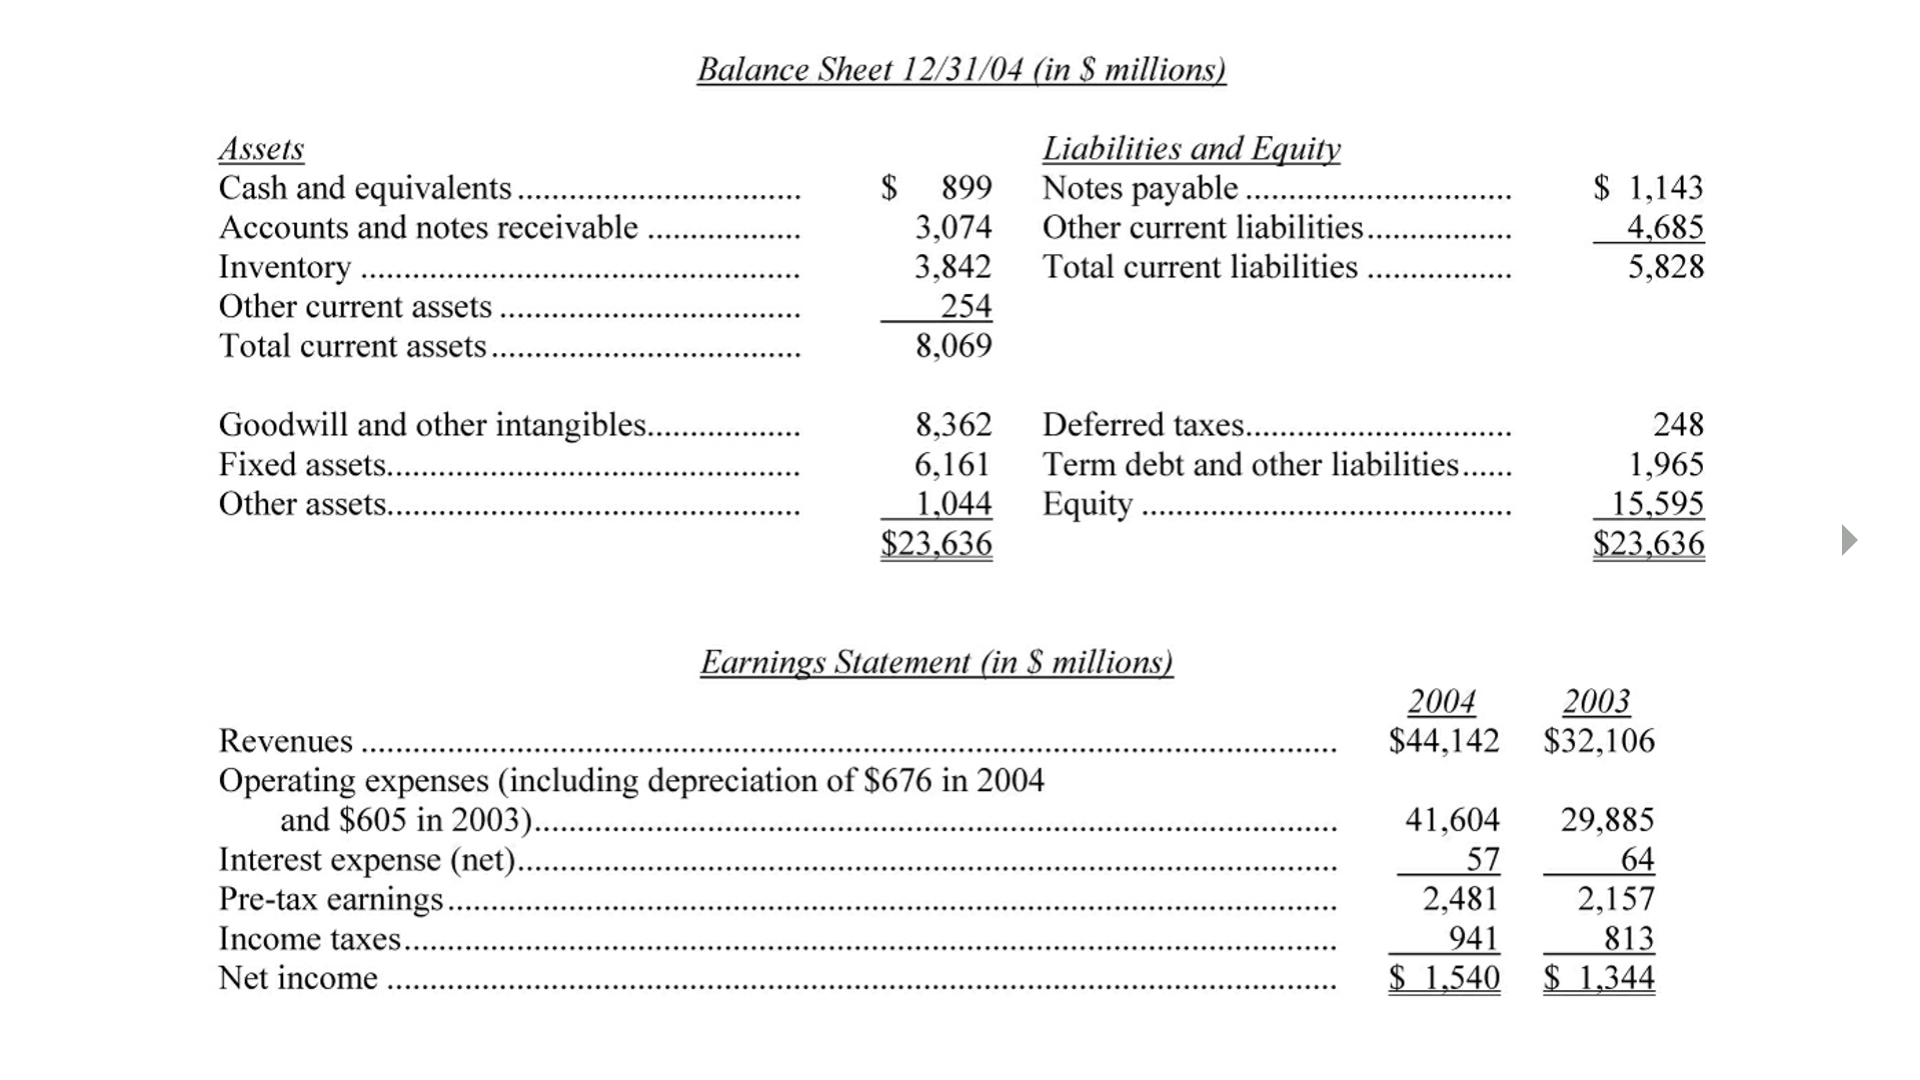 Balance Sheet 12/31/04 (in $ millions)
Assets Liabilities and Equity
Cash and equivalents.................................. $ 899 Notes payable................................ $ 1,143
Accounts and notes receivable .................. 3,074 Other current liabilities................. 4,685
Inventory .................................................... 3,842 Total current liabilities ................. 5,828
Other current assets .................................... 254
Total current assets..................................... 8,069
Goodwill and other intangibles.................. 8,362 Deferred taxes............................... 248
Fixed assets................................................. 6,161 Term debt and other liabilities...... 1,965
Other assets................................................. 1,044 Equity ............................................ 15,595
$23,636 $23,636
Earnings Statement (in $ millions)
2004 2003
Revenues .................................................................................................................... $44,142 $32,106
Operating expenses (including depreciation of $676 in 2004
and $605 in 2003)................................................................................................ 41,604 29,885
Interest expense (net).................................................................................................. 57 64
Pre-tax earnings.......................................................................................................... 2,481 2,157
Income taxes............................................................................................................... 941 813
Net income ................................................................................................................. $ 1,540 $ 1,344